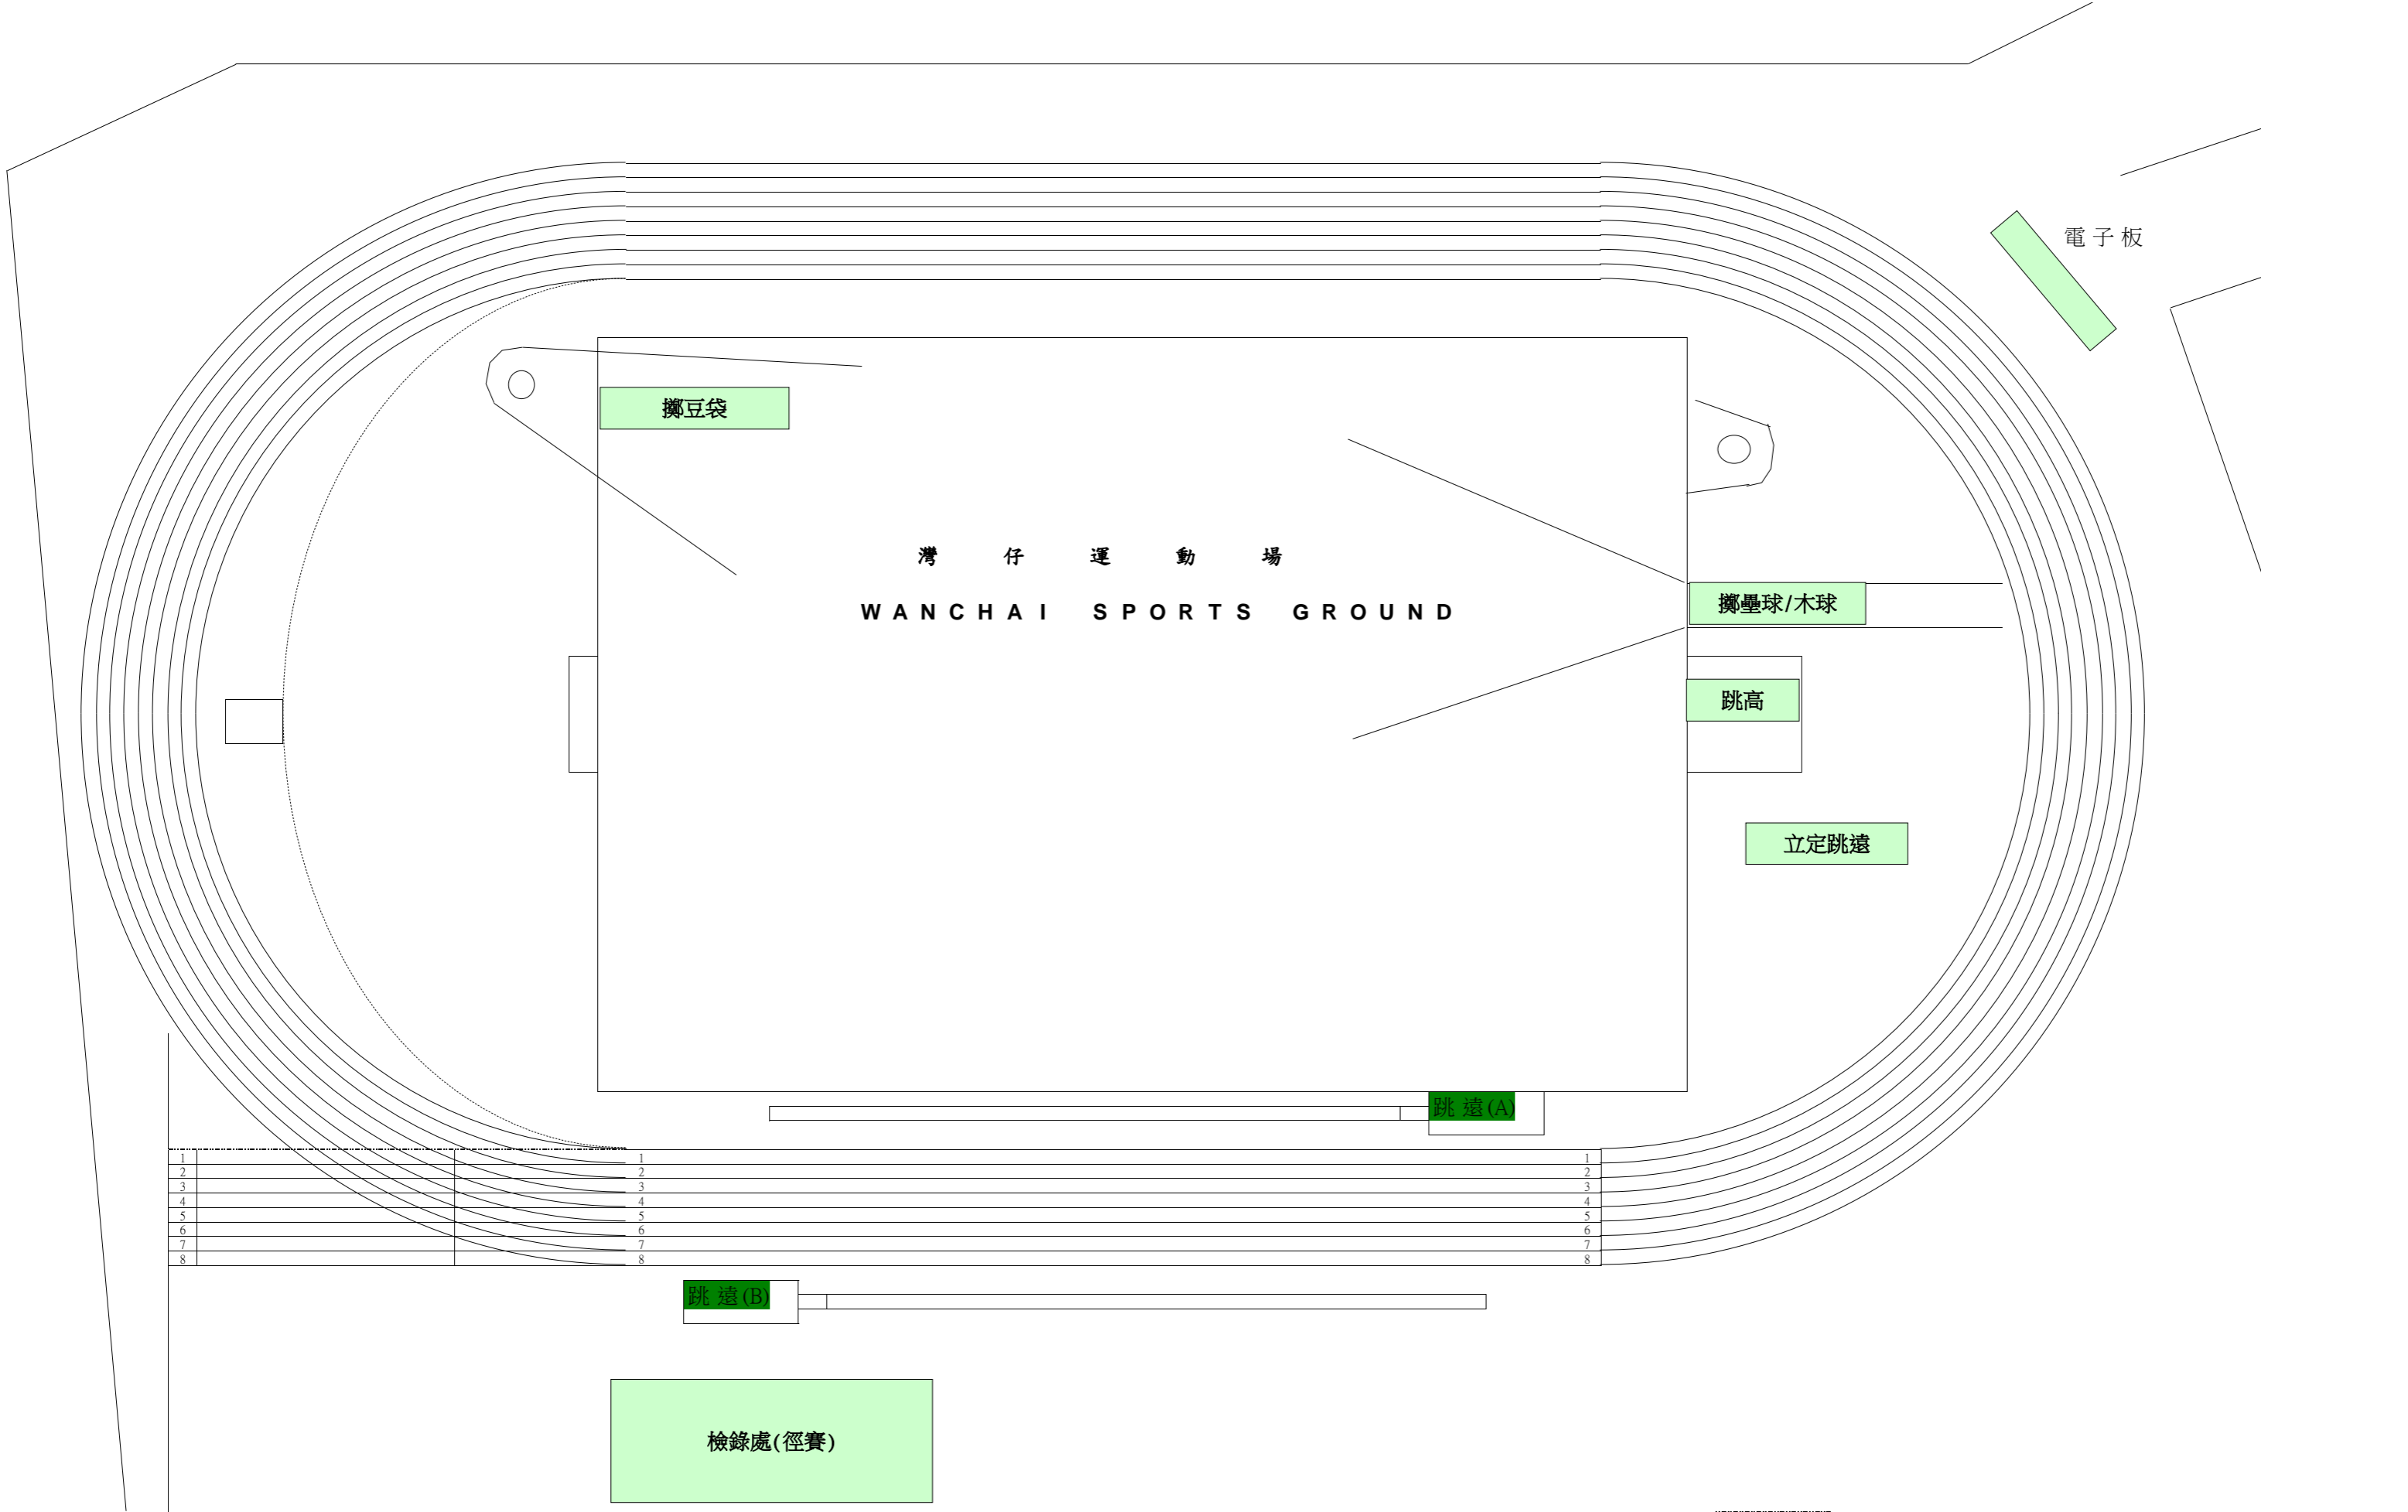 電子板
擲豆袋
灣仔運動場
WANCHAI SPORTS GROUND
擲壘球/木球
跳高
立定跳遠
跳遠(A)
1 1 1
2 2 2
3 3 3
4 4 4
5 5 5
6 6 6
7 7 7
8 8 8
跳遠(B)
檢錄處(徑賽)